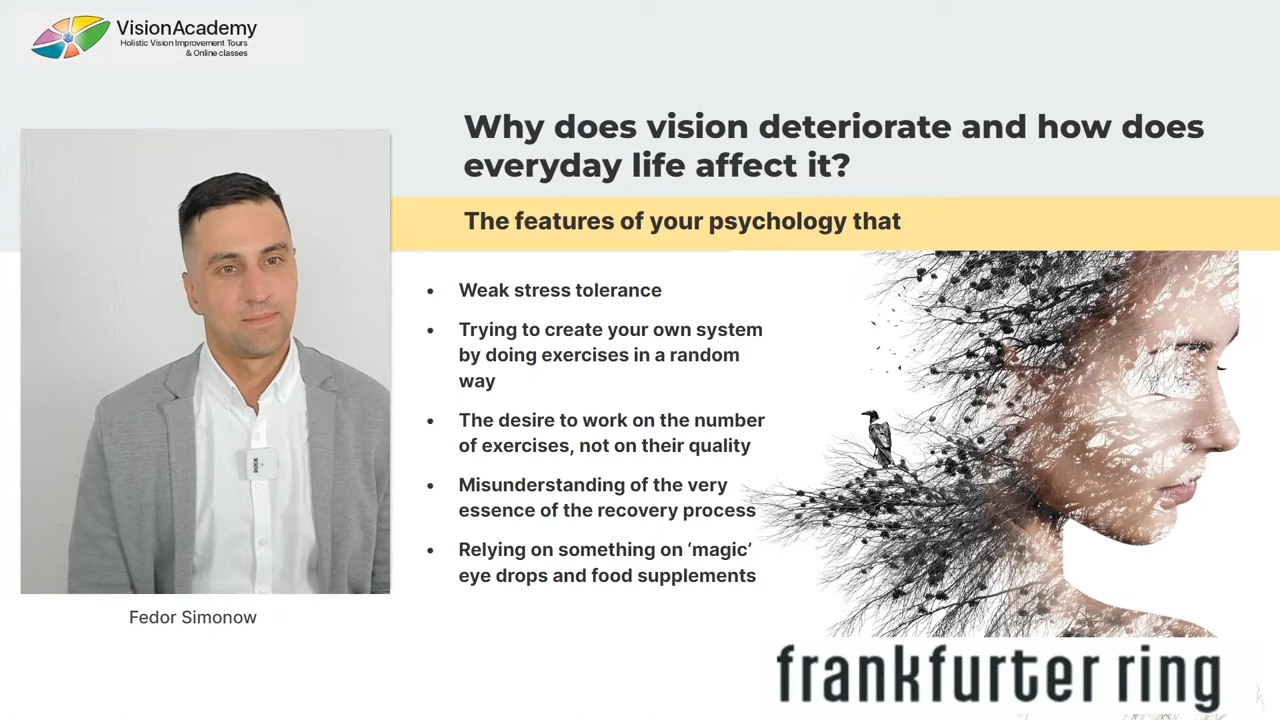 VisionAcademy
Holistic Vision Improvement Tours
& Online classes
Why does vision deteriorate and how does
everyday life affect it?
The features of your psychology that
• Weak stress tolerance
• Trying to create your own system
by doing exercises in a random
way
• The desire to work on the number
of exercises, not on their quality
• Misunderstanding of the very
essence of the recovery process
• Relying on something on ‘magic’
eye drops and food supplements
RØDE
Fedor Simonow
frankfurter ring